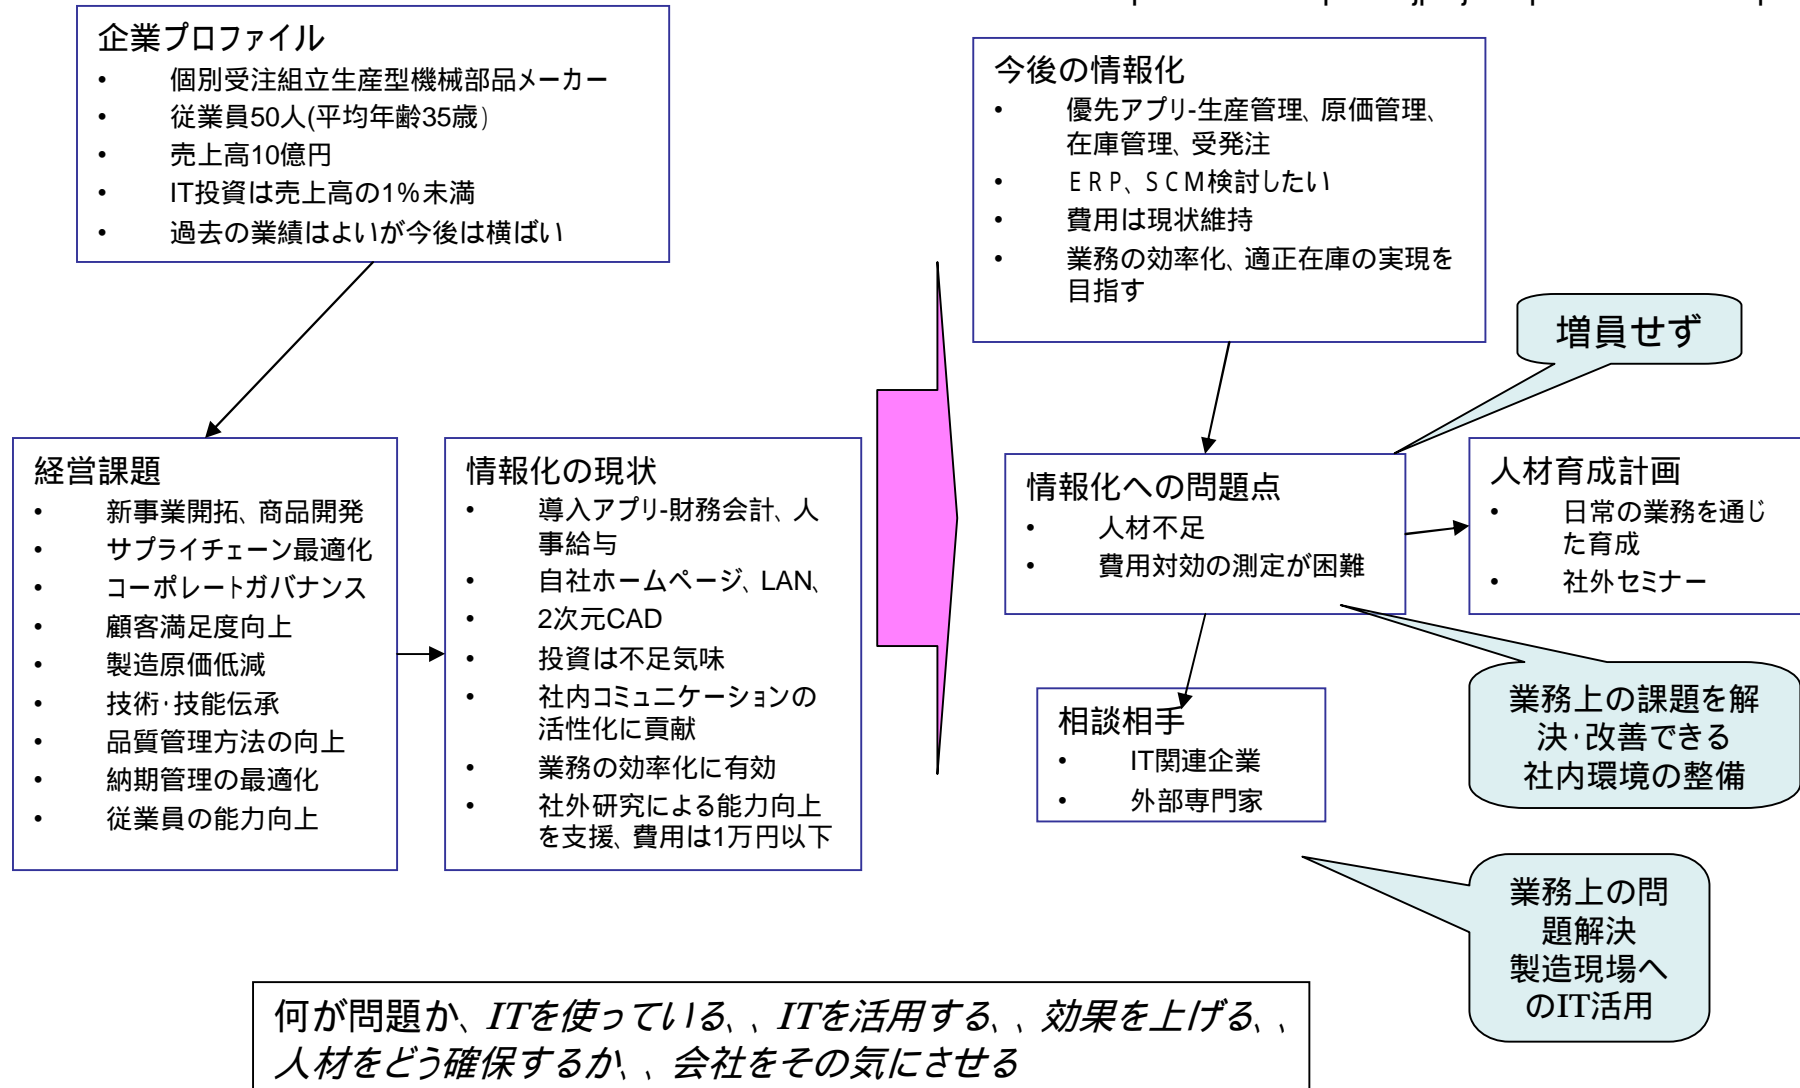 企業プロファイル
• 個別受注組立生産型機械部品メーカー
• 従業員50人(平均年齢35歳)
• 売上高10億円
• IT投資は売上高の1%未満
• 過去の業績はよいが今後は横ばい
経営課題
• 新事業開拓、商品開発
• サプライチェーン最適化
• コーポレートガバナンス
• 顧客満足度向上
• 製造原価低減
• 技術・技能伝承
• 品質管理方法の向上
• 納期管理の最適化
• 従業員の能力向上
情報化の現状
• 導入アプリ-財務会計、人
事給与
• 自社ホームページ、LAN、
• 2次元CAD
• 投資は不足気味
• 社内コミュニケーションの
活性化に貢献
• 業務の効率化に有効
• 社外研究による能力向上
を支援、費用は1万円以下
今後の情報化
• 優先アプリ-生産管理、原価管理、
在庫管理、受発注
• ERP、SCM検討したい
• 費用は現状維持
• 業務の効率化、適正在庫の実現を
目指す
増員せず
情報化への問題点
• 人材不足
• 費用対効の測定が困難
人材育成計画
• 日常の業務を通じ
た育成
• 社外セミナー
相談相手
• IT関連企業
• 外部専門家
業務上の課題を解
決・改善できる
社内環境の整備
業務上の問
題解決
製造現場へ
のIT活用
何が問題か、ITを使っている、、ITを活用する、、効果を上げる、、
人材をどう確保するか、、会社をその気にさせる